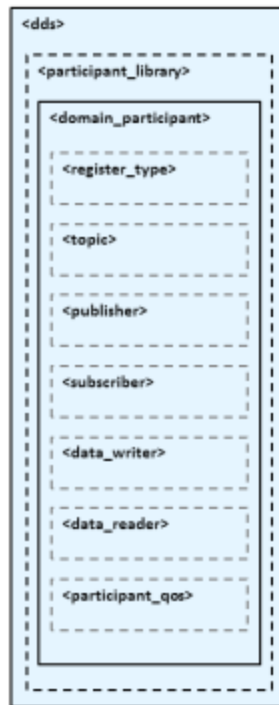 <dds>
<participant_library>
<domain_participant>
<register_type>
<topic>
<publisher>
<subscriber>
<data_writer>
<data_reader>
<participant_qos>